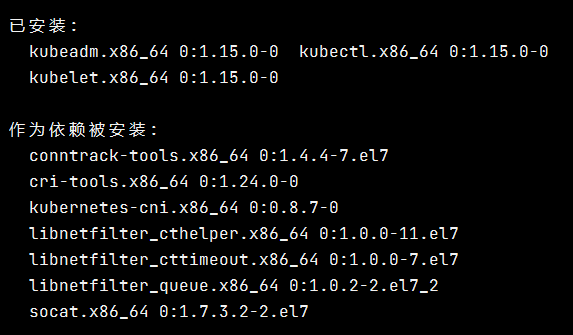 已安装:
kubeadm.x86_64 0:1.15.0-0  kubectl.x86_64 0:1.15.0-0
kubelet.x86_64 0:1.15.0-0
作为依赖被安装:
conntrack-tools.x86_64 0:1.4.4-7.el7
cri-tools.x86_64 0:1.24.0-0
kubernetes-cni.x86_64 0:0.8.7-0
libnetfilter_cthelper.x86_64 0:1.0.0-11.el7
libnetfilter_cttimeout.x86_64 0:1.0.0-7.el7
libnetfilter_queue.x86_64 0:1.0.2-2.el7_2
socat.x86_64 0:1.7.3.2-2.el7